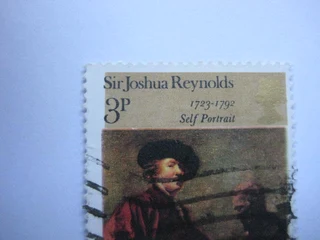 Sir Joshua Reynolds
3P
1723-1792
Self Portrait